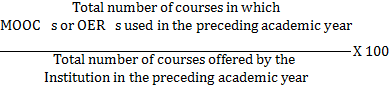 Total number of courses in which
MOOC s or OER s used in the preceding academic year
X 100
Total number of courses offered by the
Institution in the preceding academic year